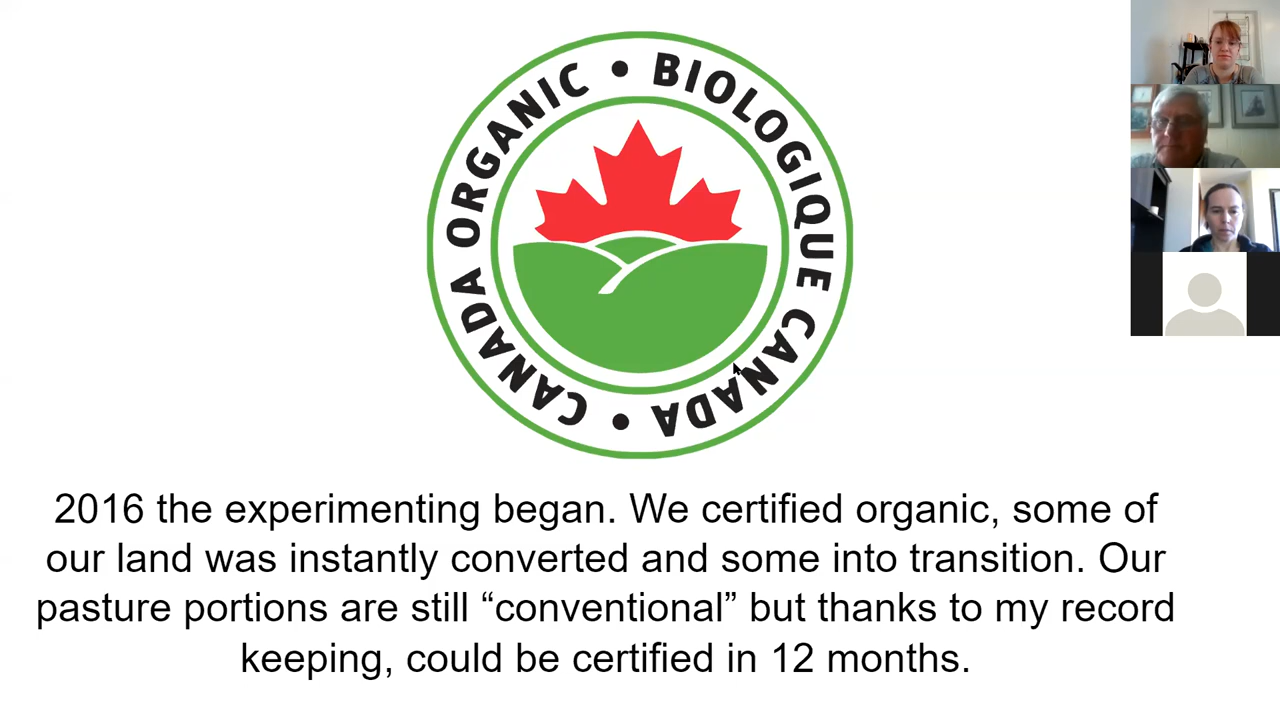 CANADA ORGANIC • BIOLOGIQUE CANADA •
2016 the experimenting began. We certified organic, some of
our land was instantly converted and some into transition. Our
pasture portions are still “conventional” but thanks to my record
keeping, could be certified in 12 months.